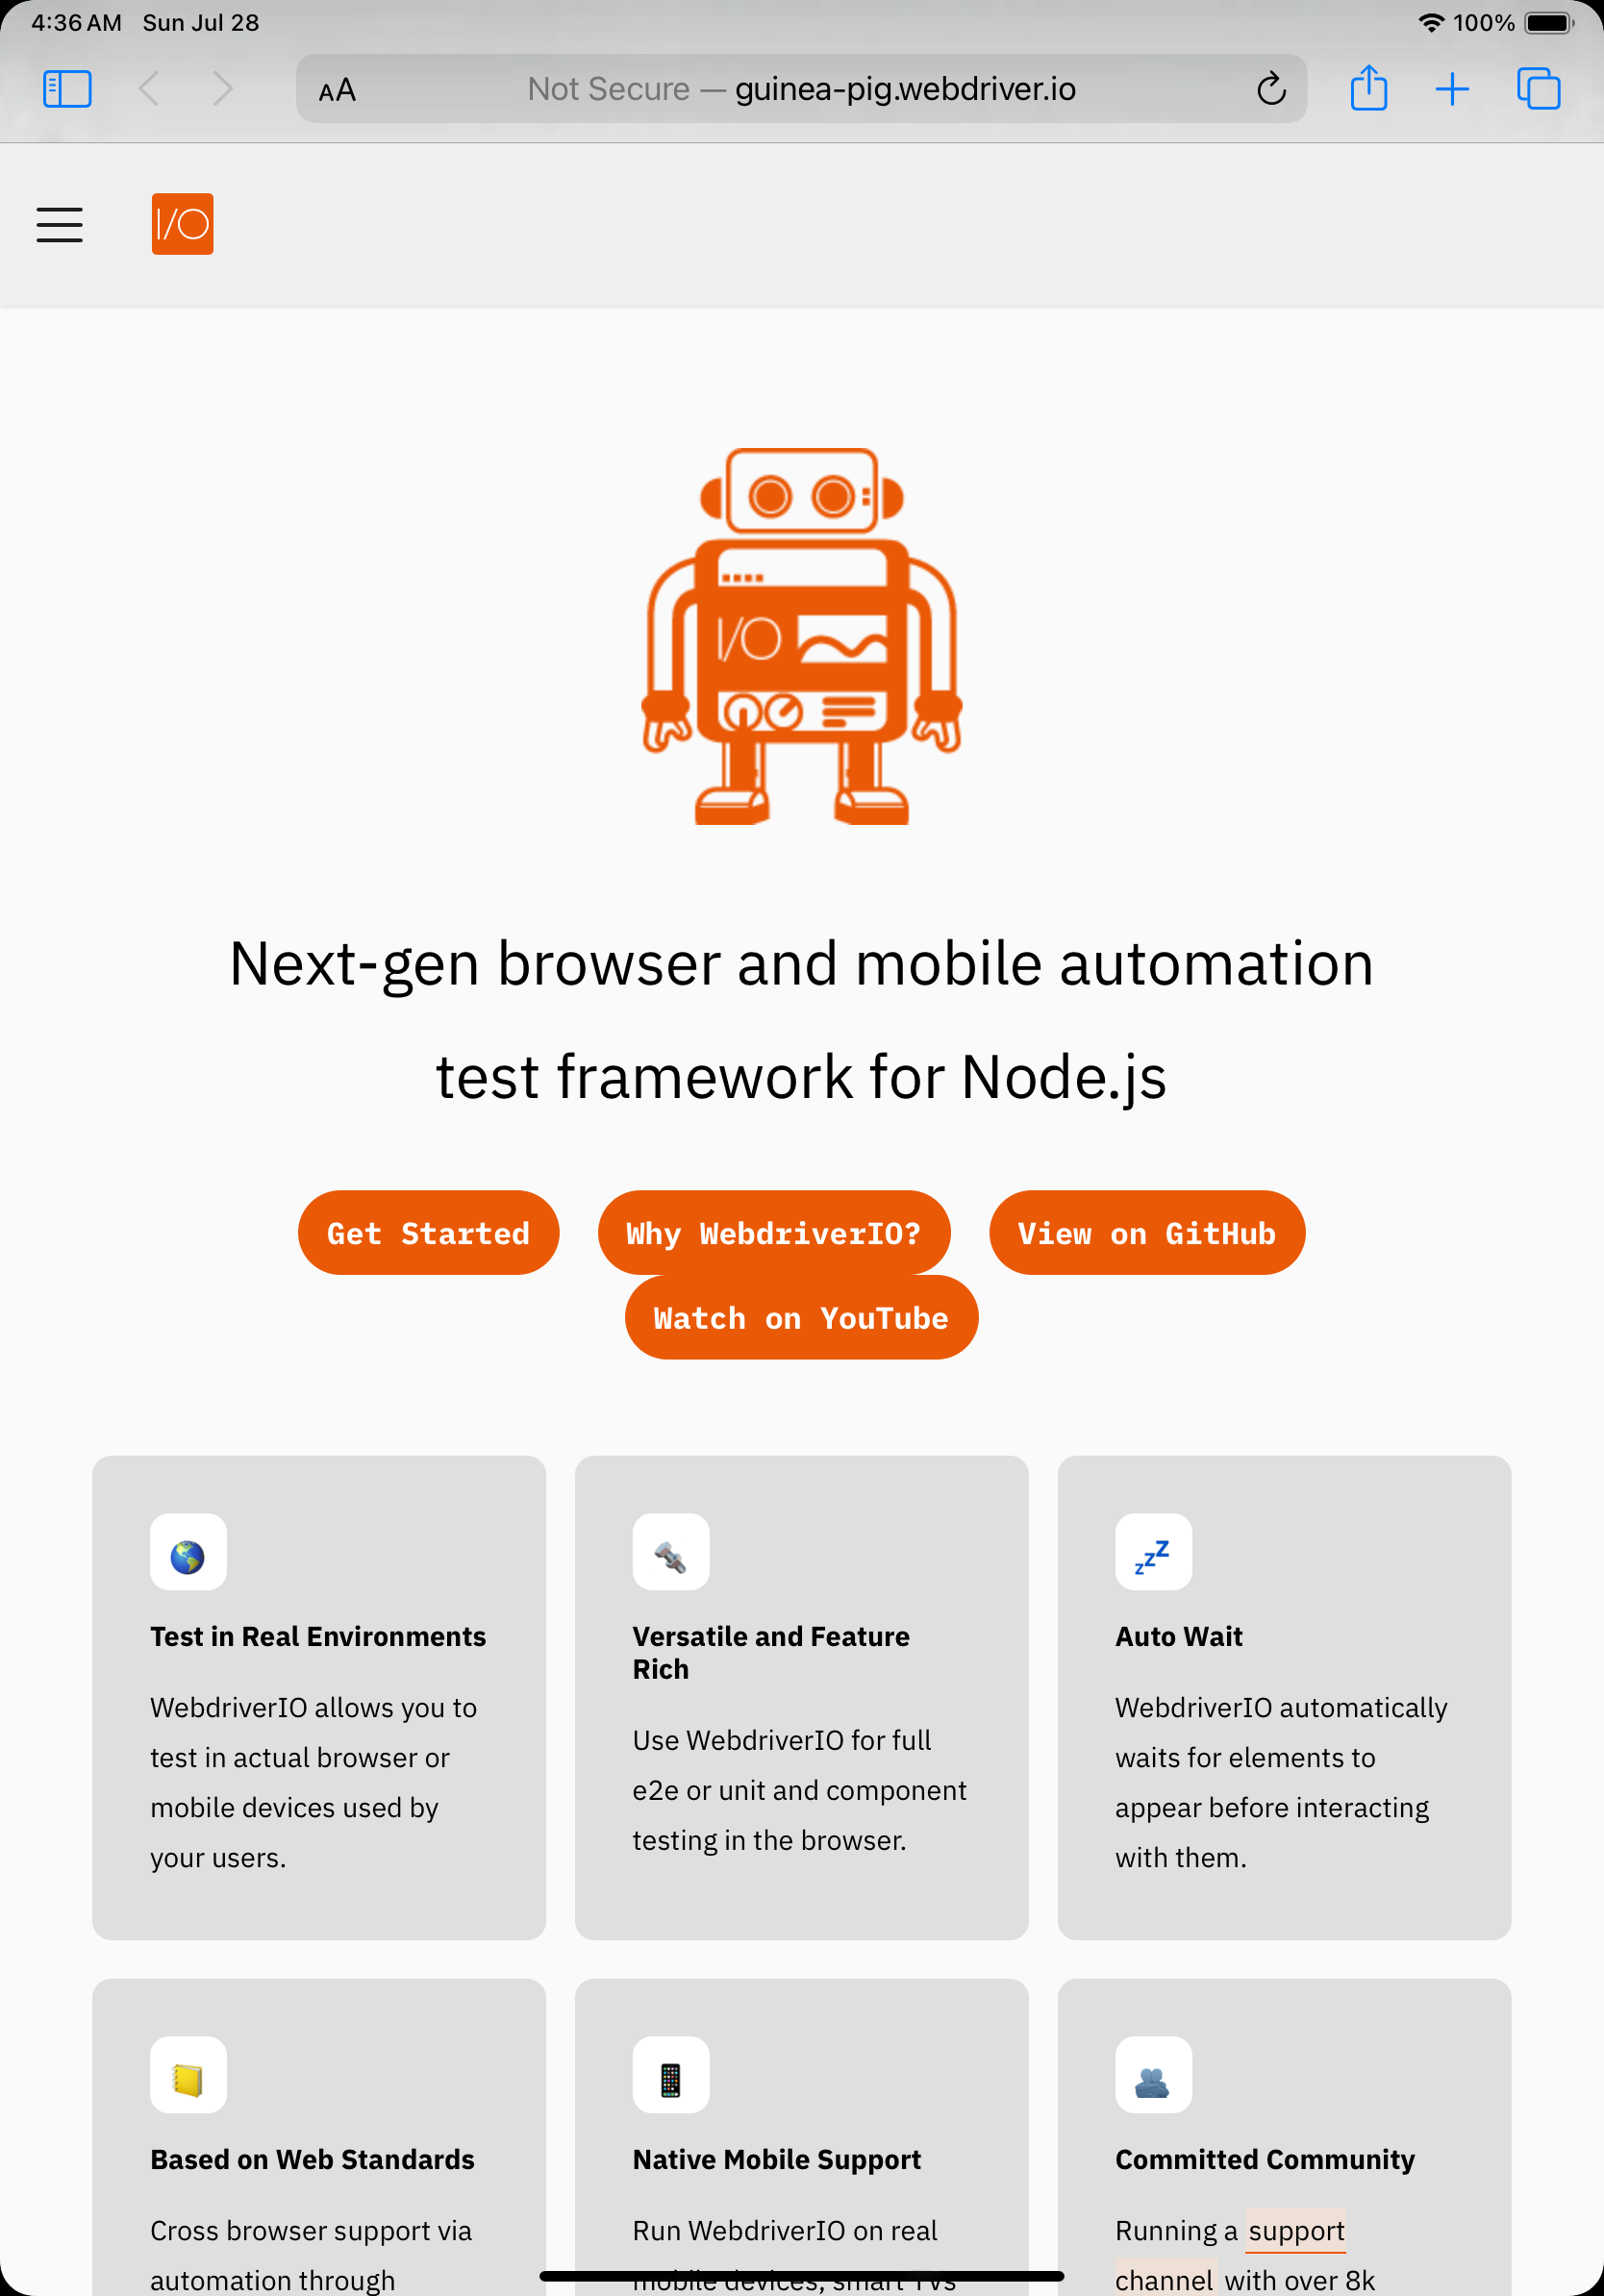 4:36 AM Sun Jul 28
100%
AA
Not Secure — guinea-pig.webdriver.io
I/O
I/O
Next-gen browser and mobile automation
test framework for Node.js
Get Started
Why WebdriverIO?
View on GitHub
Watch on YouTube
Test in Real Environments
WebdriverIO allows you to
test in actual browser or
mobile devices used by
your users.
Versatile and Feature
Rich
Use WebdriverIO for full
e2e or unit and component
testing in the browser.
zzZ
Auto Wait
WebdriverIO automatically
waits for elements to
appear before interacting
with them.
Based on Web Standards
Cross browser support via
automation through
Native Mobile Support
Run WebdriverIO on real
mobile devices, smart TVs
Committed Community
Running a support
channel with over 8k